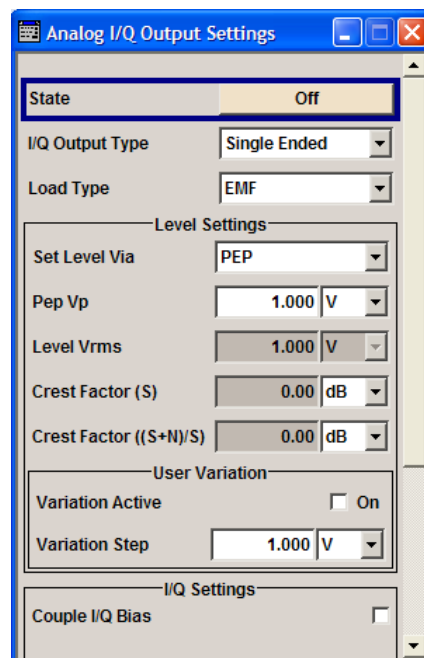 Analog I/Q Output Settings
State Off
I/Q Output Type Single Ended
Load Type EMF
Level Settings
Set Level Via PEP
Pep Vp 1.000 V
Level Vrms 1.000 V
Crest Factor (S) 0.00 dB
Crest Factor ((S+N)/S) 0.00 dB
User Variation
Variation Active On
Variation Step 1.000 V
I/Q Settings
Couple I/Q Bias